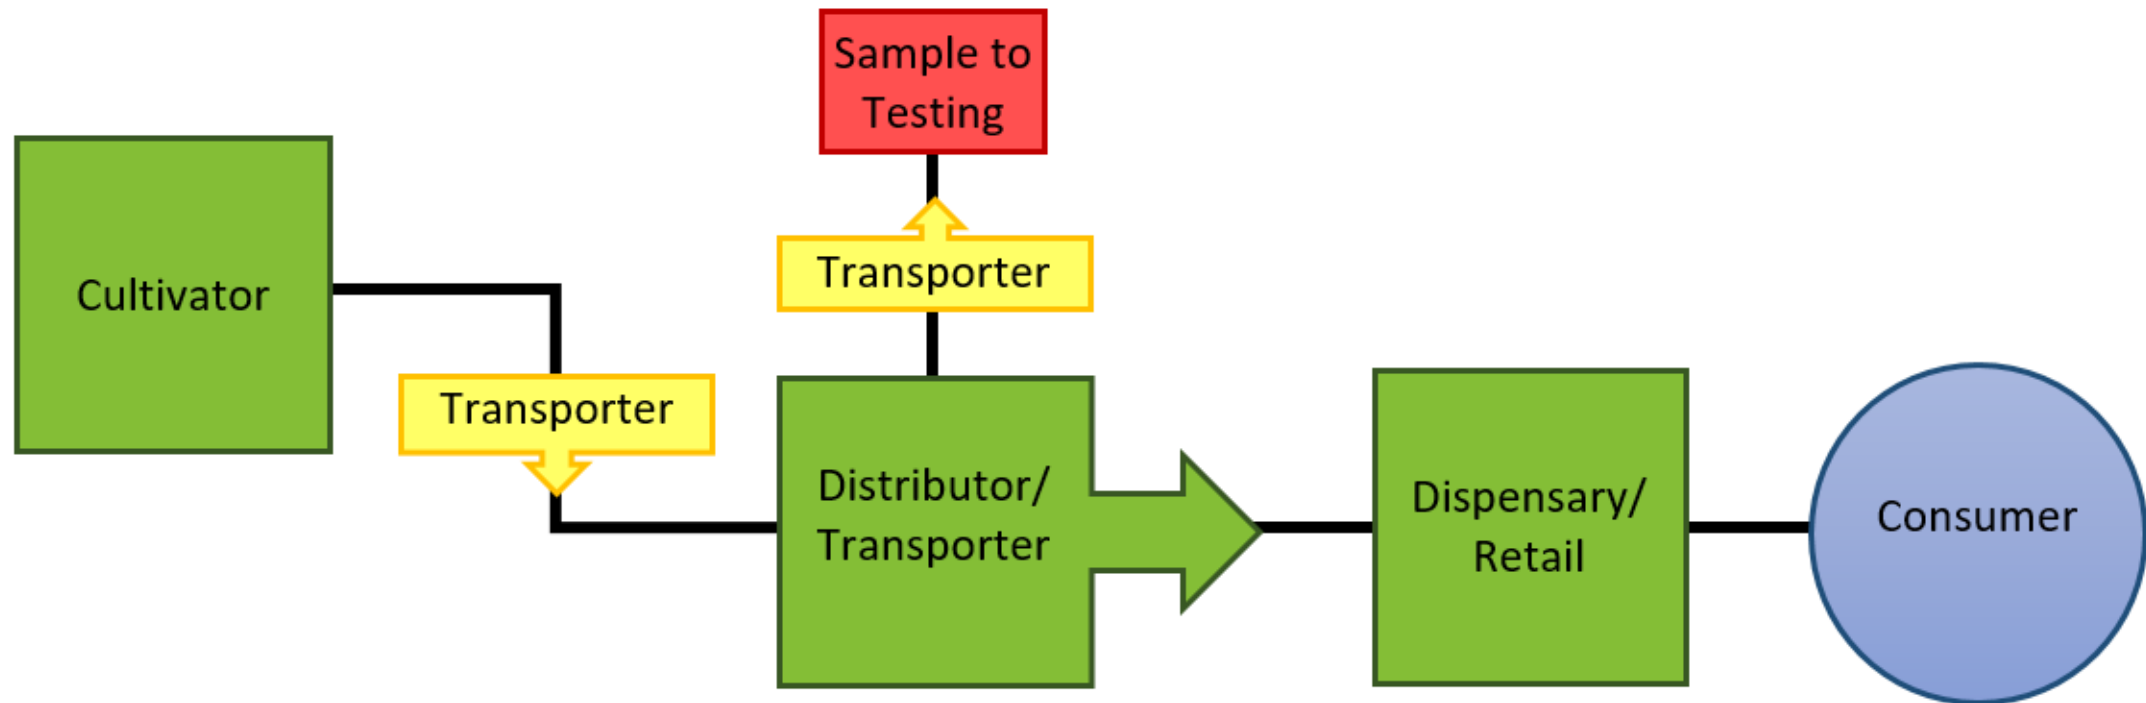 Sample to
Testing
Cultivator
Transporter
Transporter
Distributor/
Transporter
Dispensary/
Retail
Consumer